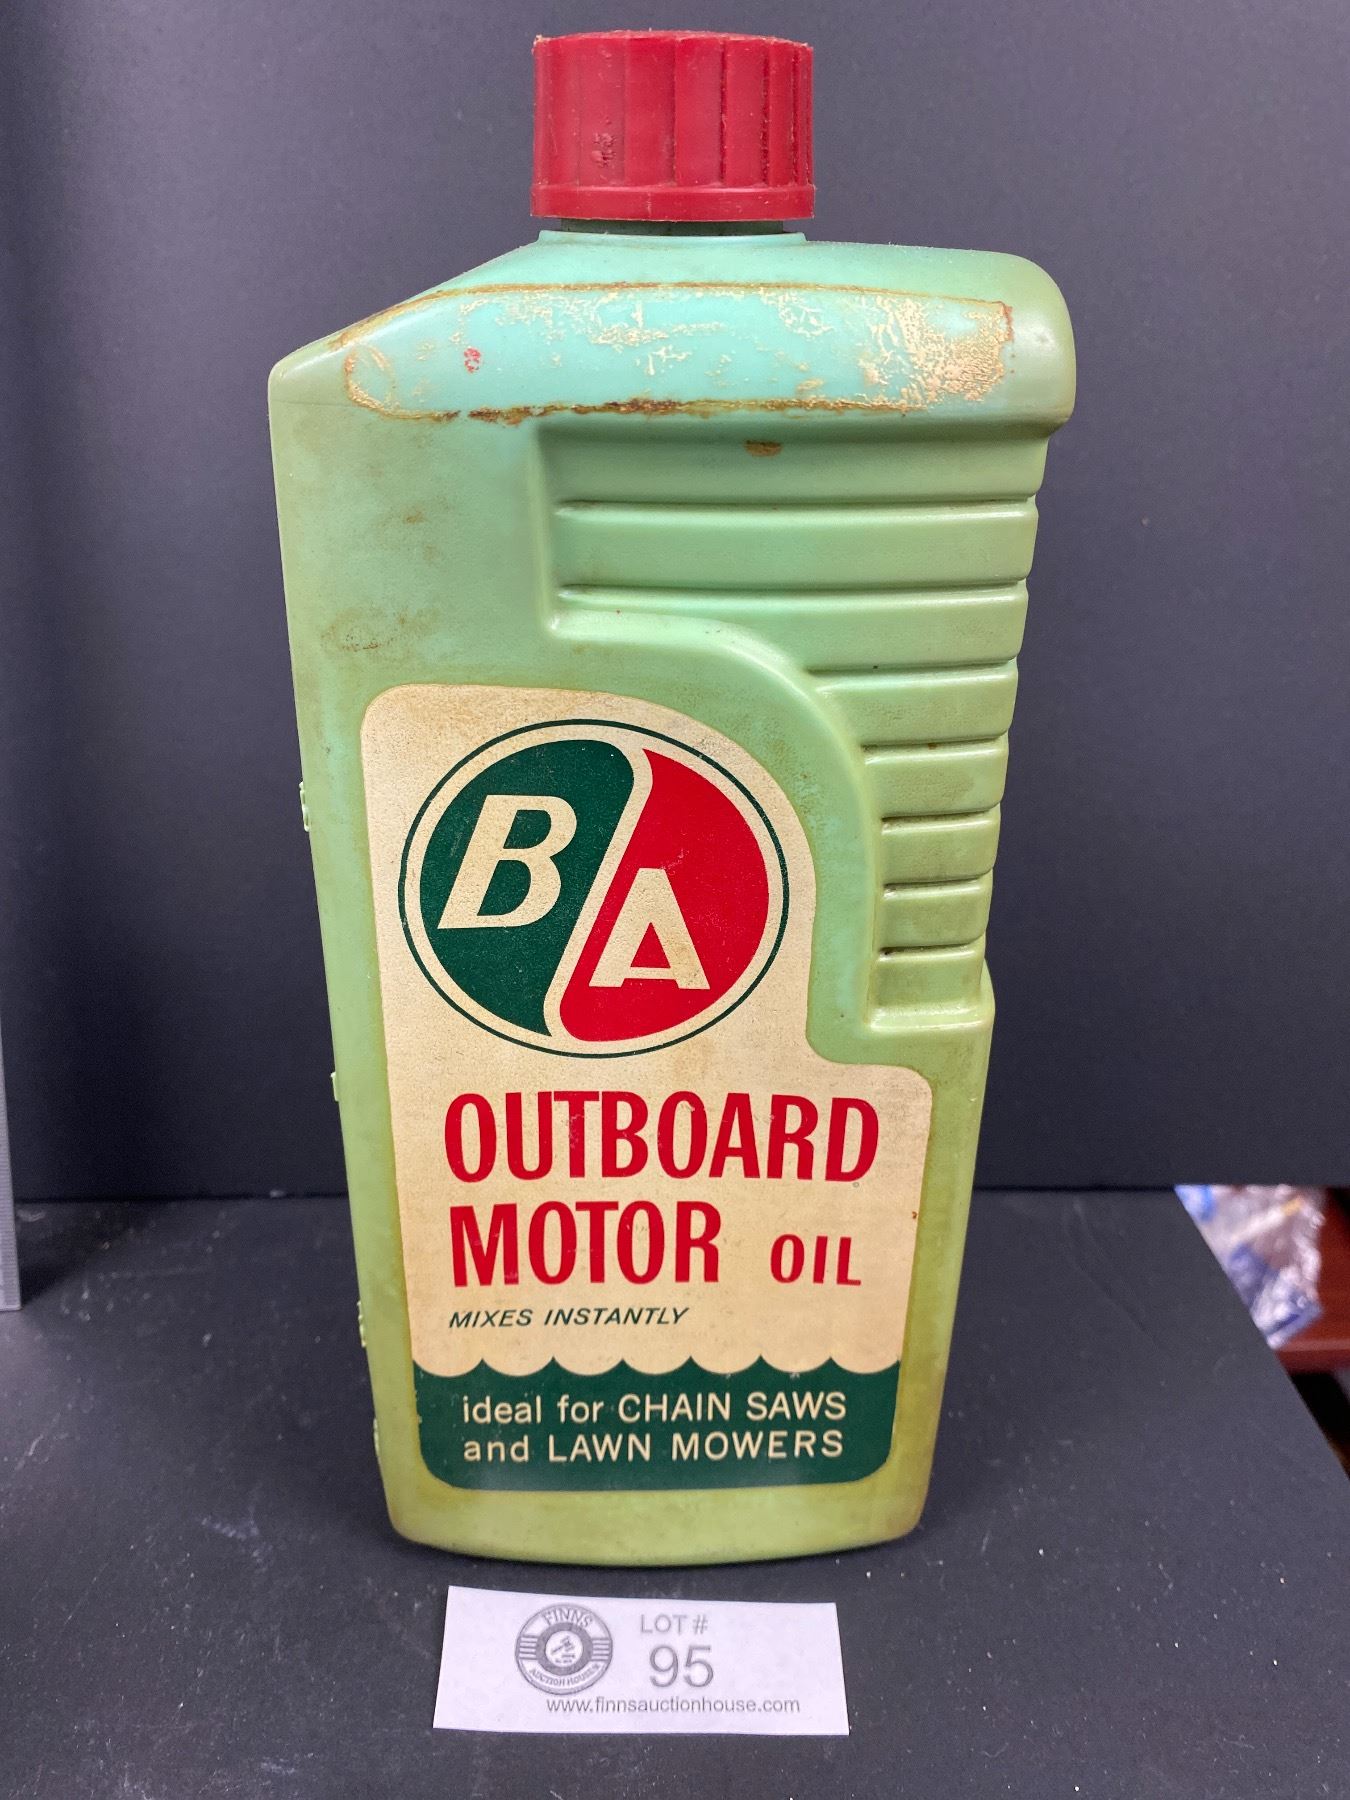 B A
OUTBOARD
MOTOR OIL
MIXES INSTANTLY
ideal for CHAIN SAWS
and LAWN MOWERS
FINNS
AUCTION HOUSE
LOT #
95
www.finnsauctionhouse.com